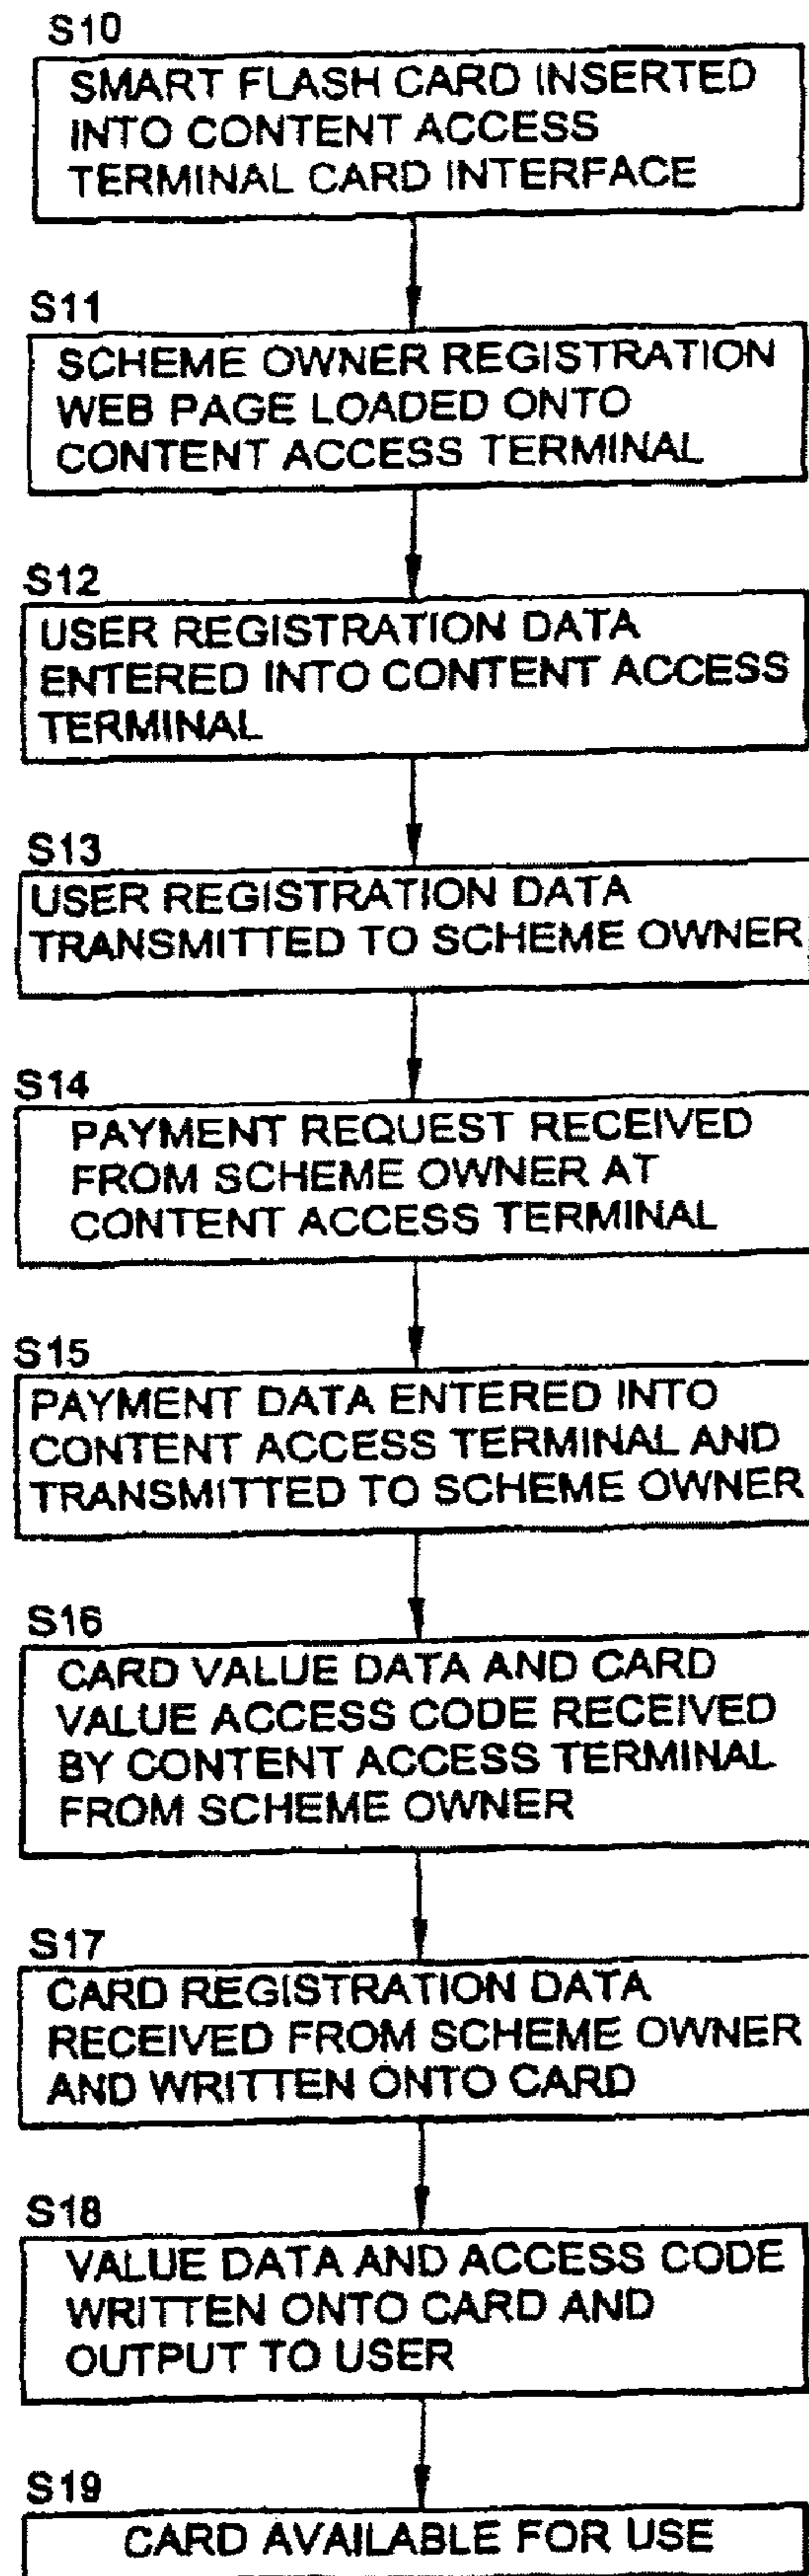 S10
SMART FLASH CARD INSERTED
INTO CONTENT ACCESS
TERMINAL CARD INTERFACE
S11
SCHEME OWNER REGISTRATION
WEB PAGE LOADED ONTO
CONTENT ACCESS TERMINAL
S12
USER REGISTRATION DATA
ENTERED INTO CONTENT ACCESS
TERMINAL
S13
USER REGISTRATION DATA
TRANSMITTED TO SCHEME OWNER
S14
PAYMENT REQUEST RECEIVED
FROM SCHEME OWNER AT
CONTENT ACCESS TERMINAL
S15
PAYMENT DATA ENTERED INTO
CONTENT ACCESS TERMINAL AND
TRANSMITTED TO SCHEME OWNER
S16
CARD VALUE DATA AND CARD
VALUE ACCESS CODE RECEIVED
BY CONTENT ACCESS TERMINAL
FROM SCHEME OWNER
S17
CARD REGISTRATION DATA
RECEIVED FROM SCHEME OWNER
AND WRITTEN ONTO CARD
S18
VALUE DATA AND ACCESS CODE
WRITTEN ONTO CARD AND
OUTPUT TO USER
S19
CARD AVAILABLE FOR USE